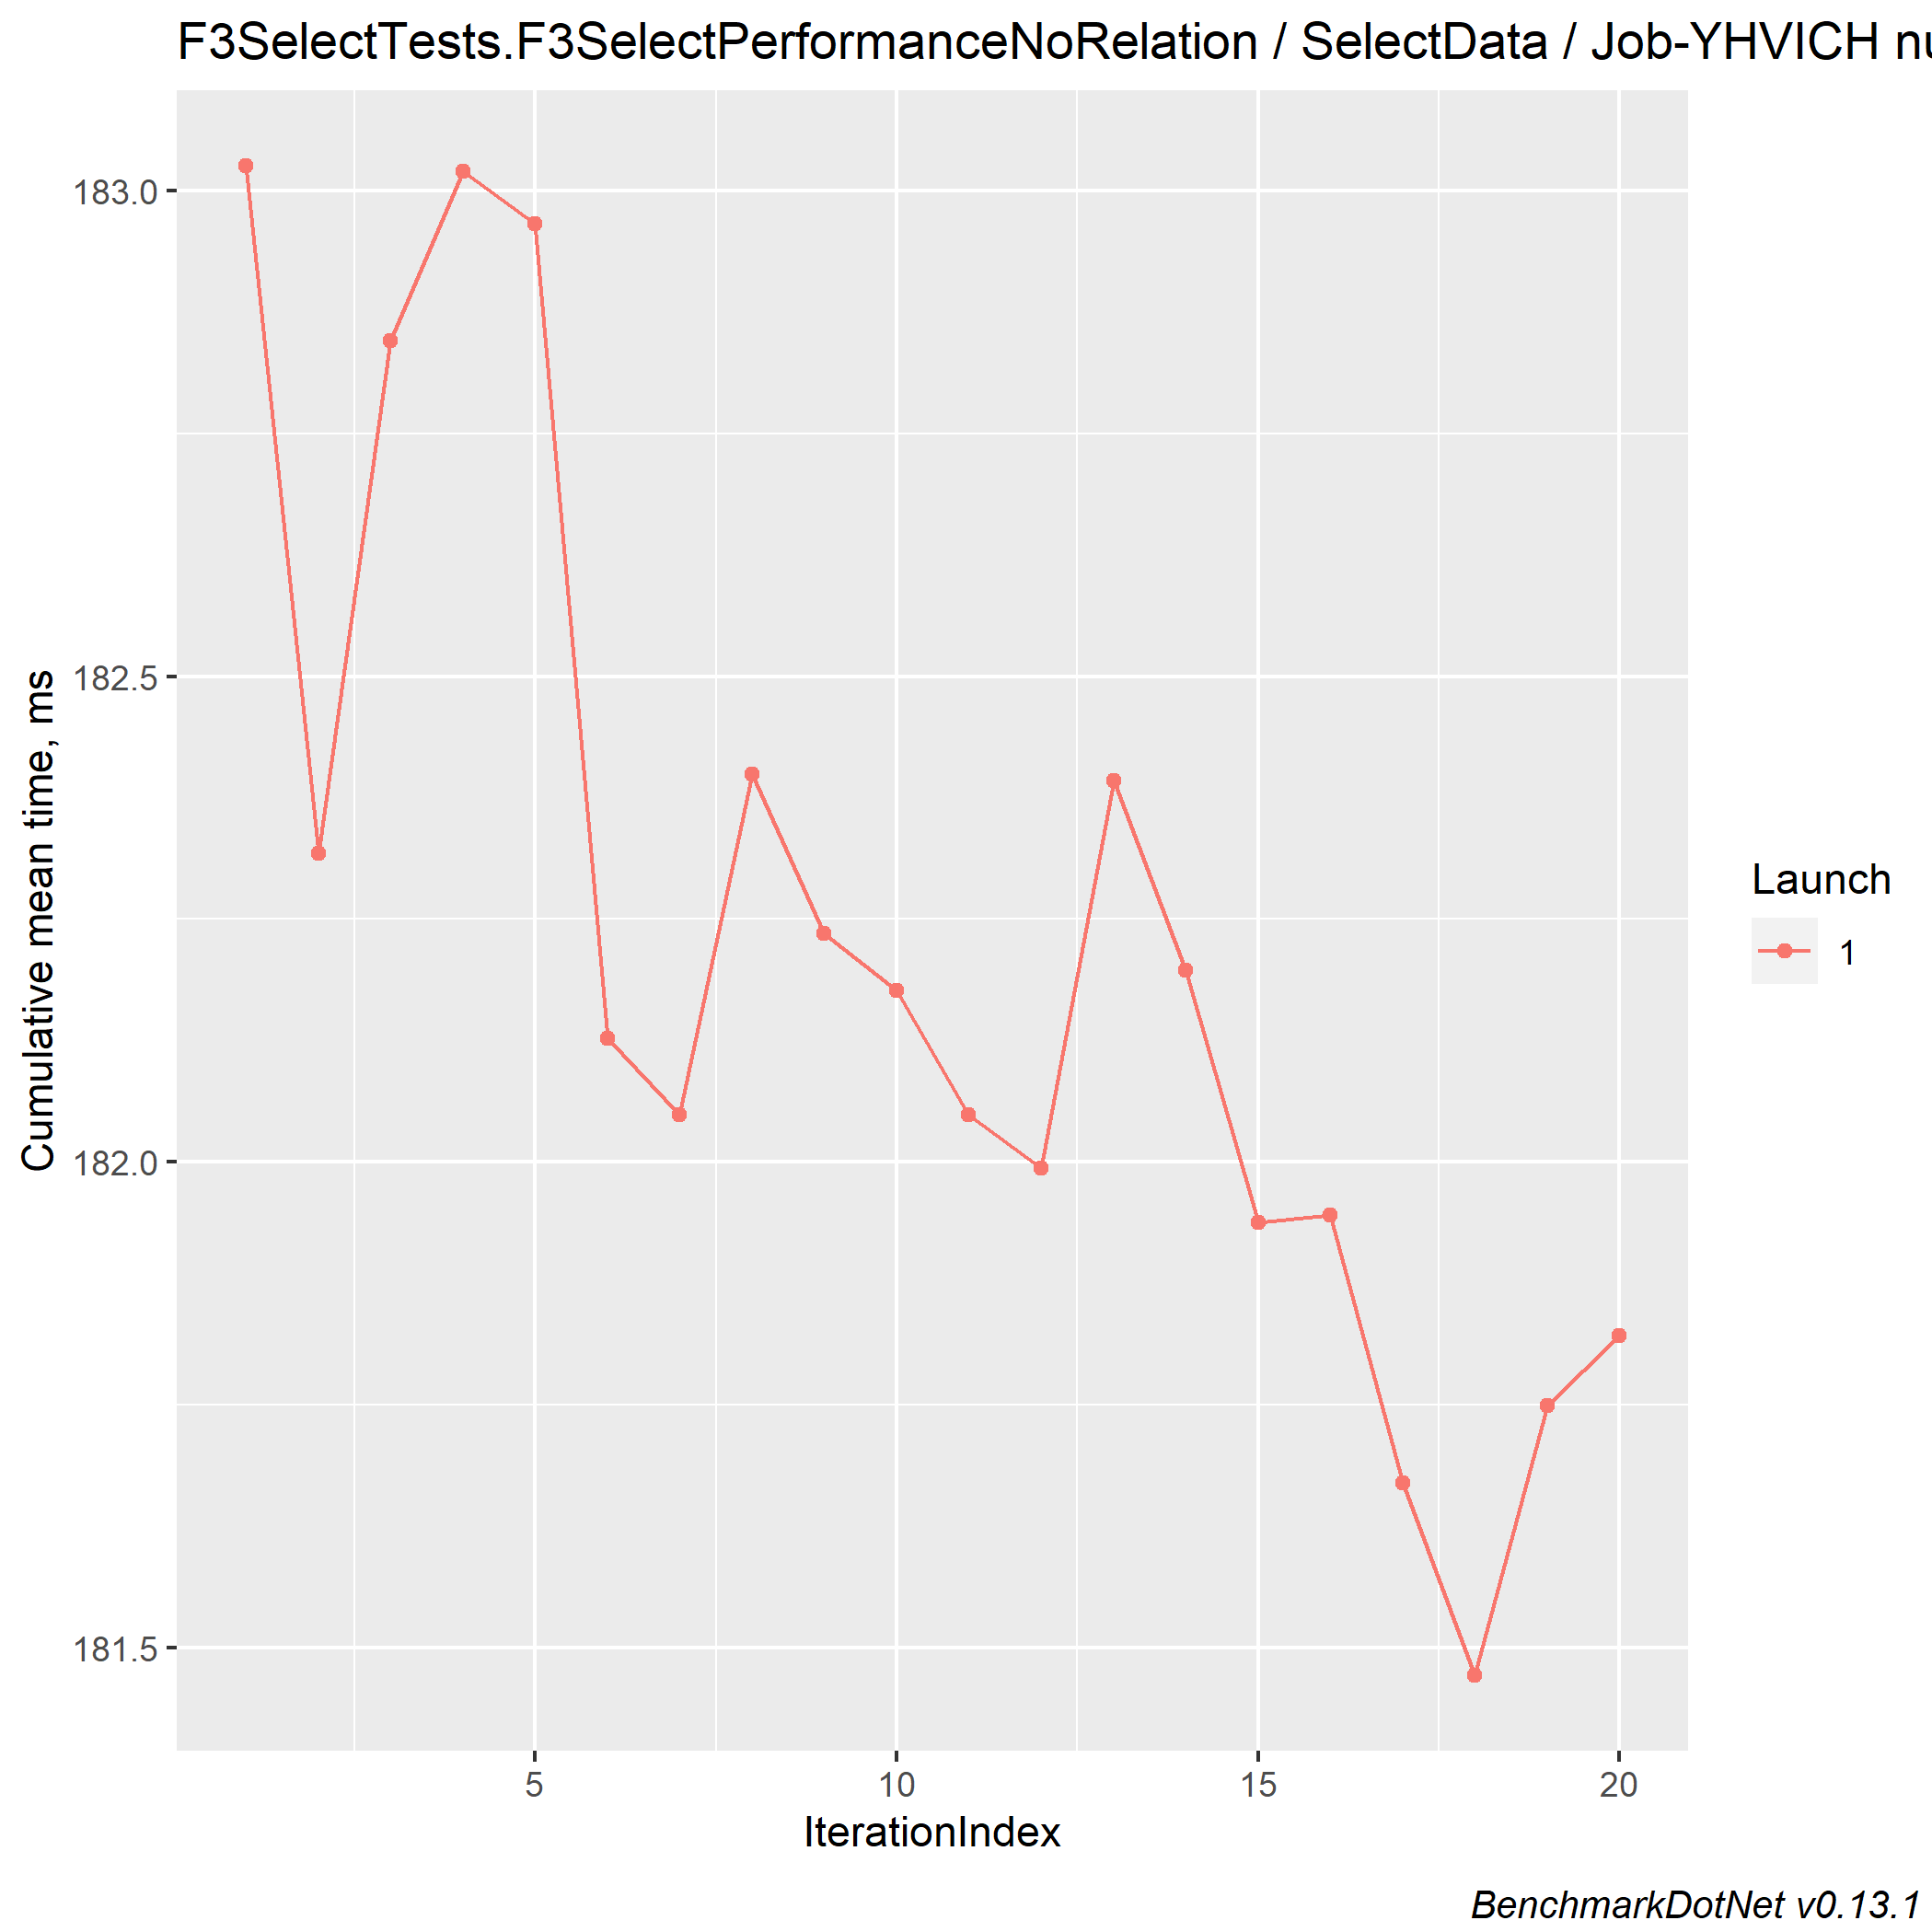 F3SelectTests.F3SelectPerformanceNoRelation / SelectData / Job-YHVICH
Cumulative mean time, ms
183.0
182.5
182.0
181.5
5 10 15 20
IterationIndex
Launch
1
BenchmarkDotNet v0.13.1